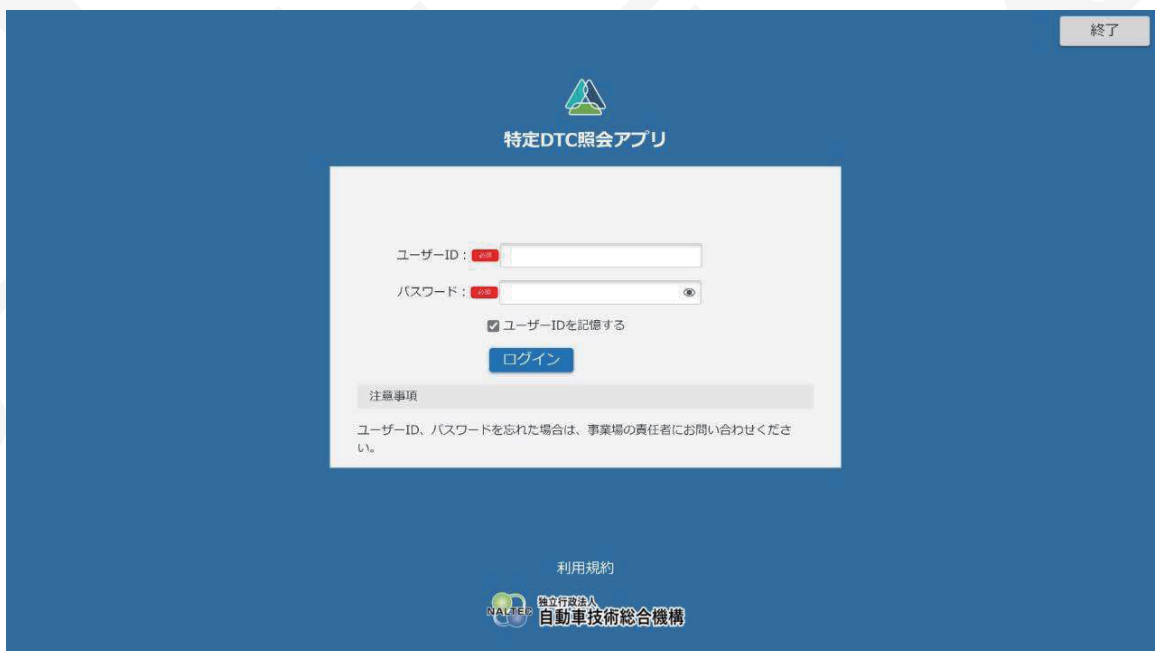 終了
特定DTC照会アプリ
ユーザーID：必須
パスワード：必須
ユーザーIDを記憶する
ログイン
注意事項
ユーザーID、パスワードを忘れた場合は、事業場の責任者にお問い合わせくださ
い。
利用規約
NALTEC 独立行政法人
自動車技術総合機構